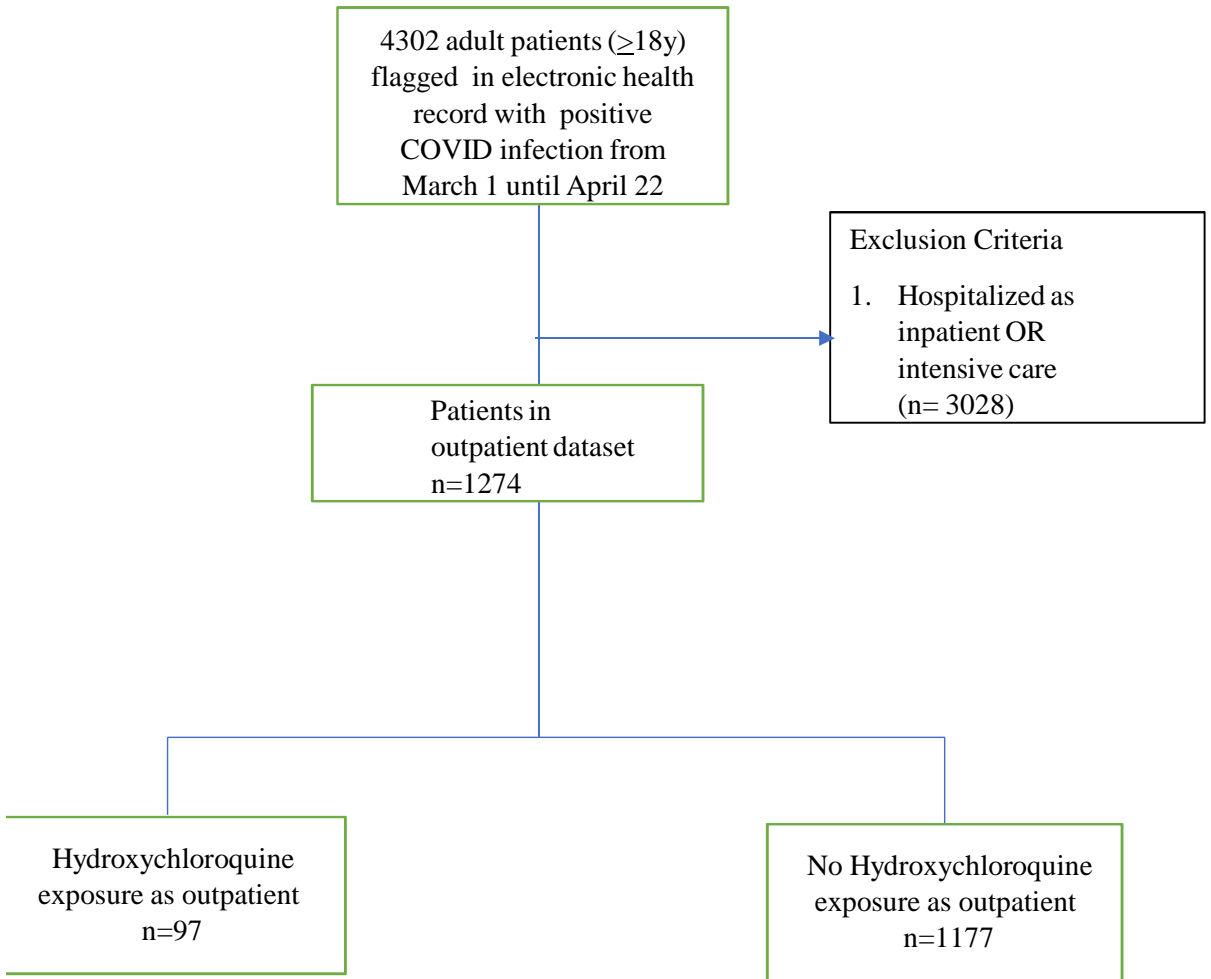 4302 adult patients (≥18y)
flagged in electronic health
record with positive
COVID infection from
March 1 until April 22
Exclusion Criteria
1. Hospitalized as
inpatient OR
intensive care
(n= 3028)
Patients in
outpatient dataset
n=1274
Hydroxychloroquine
exposure as outpatient
n=97
No Hydroxychloroquine
exposure as outpatient
n=1177